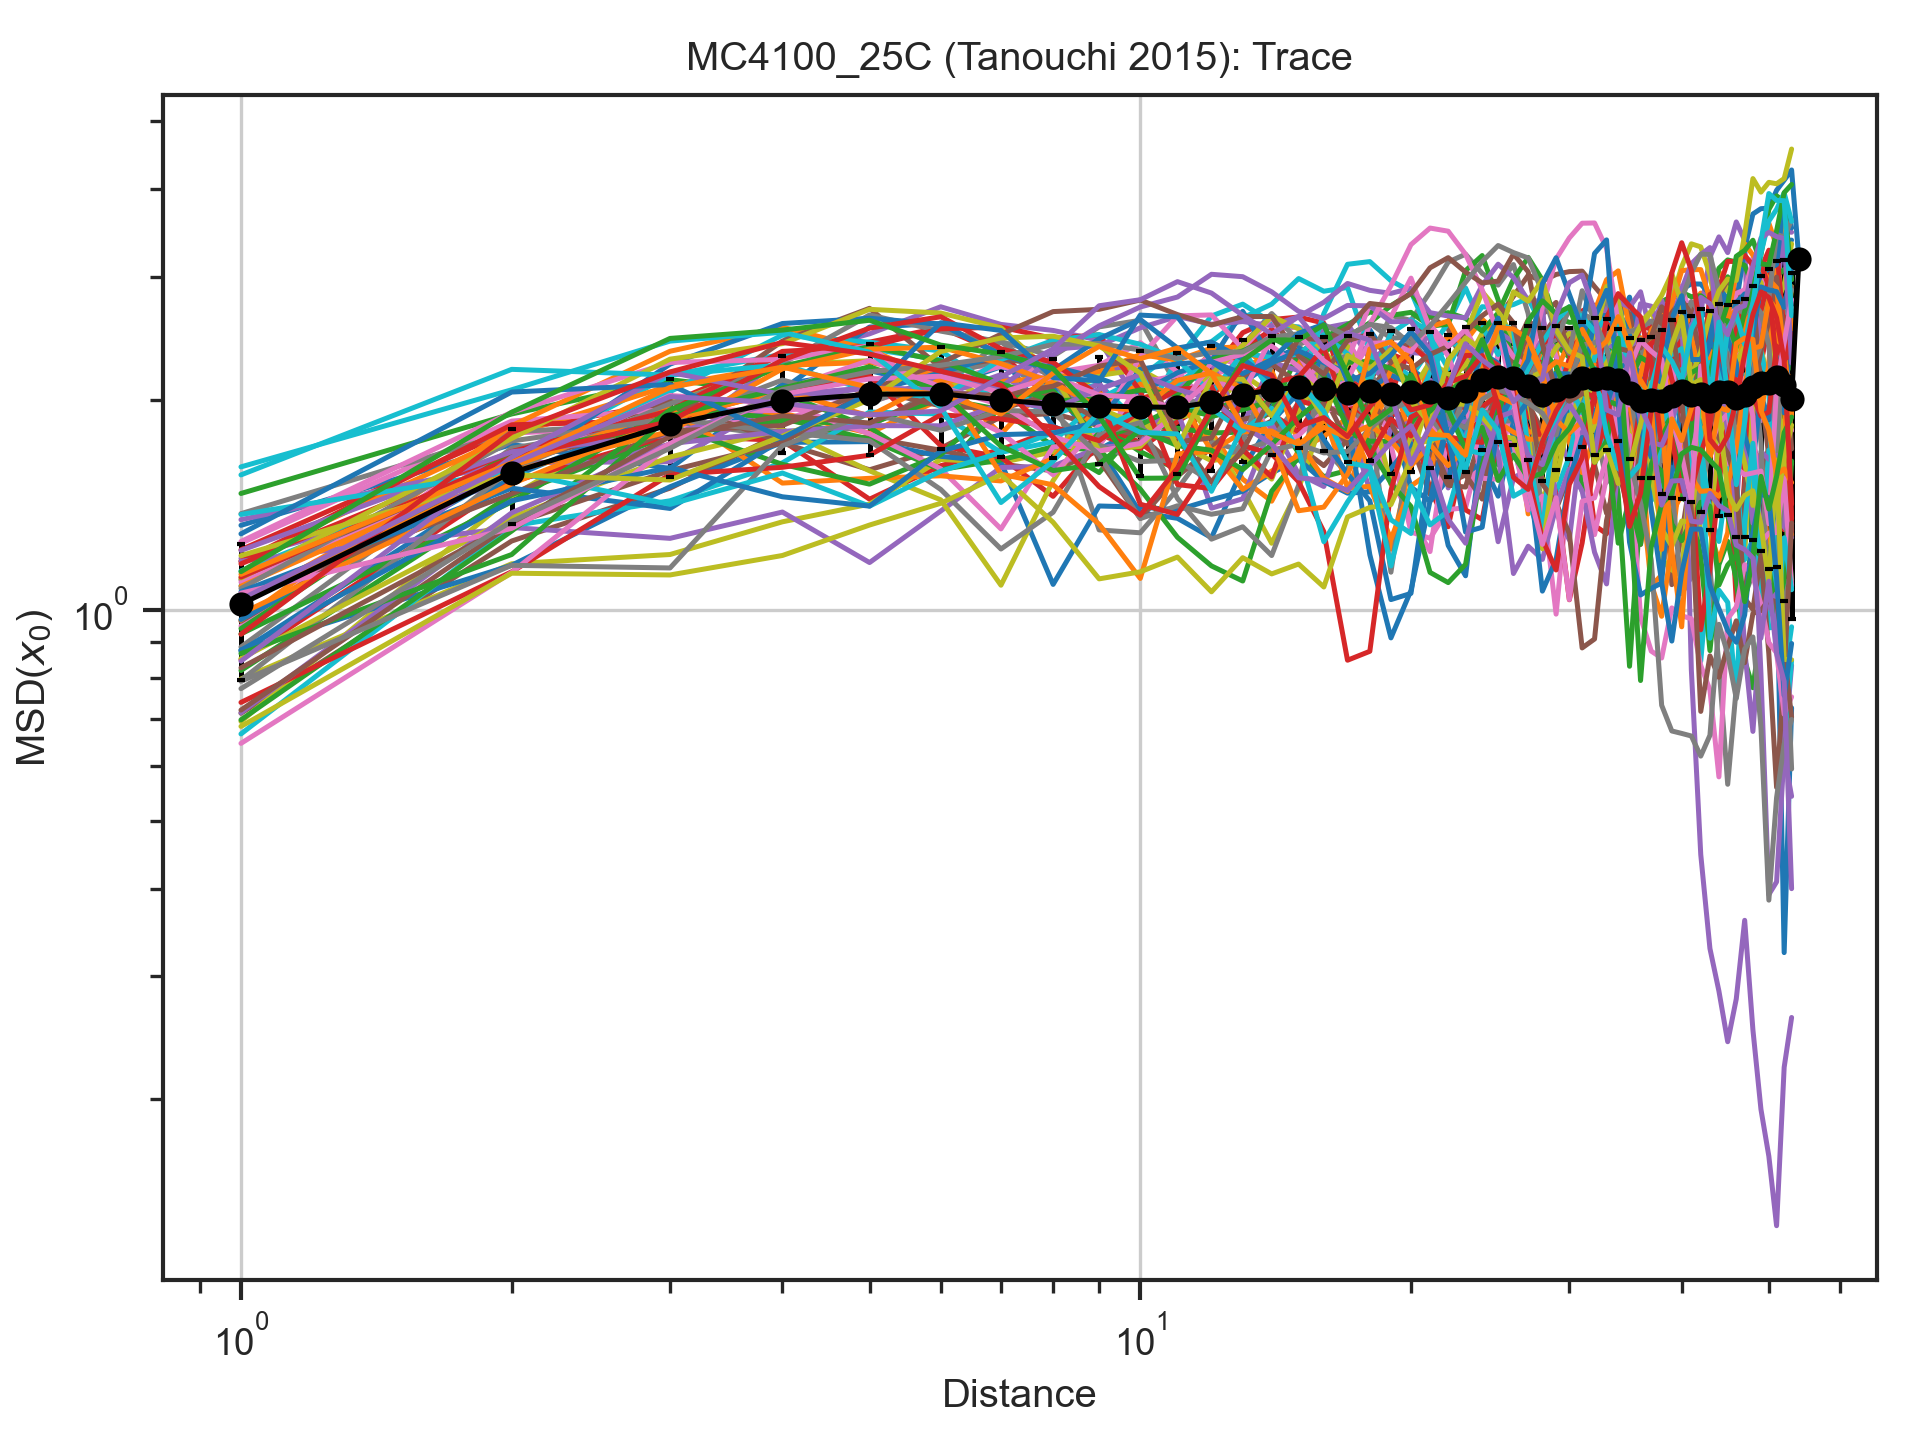 MC4100_25C (Tanouchi 2015): Trace
MSD(x₀)
10⁰
10⁰
10¹
Distance